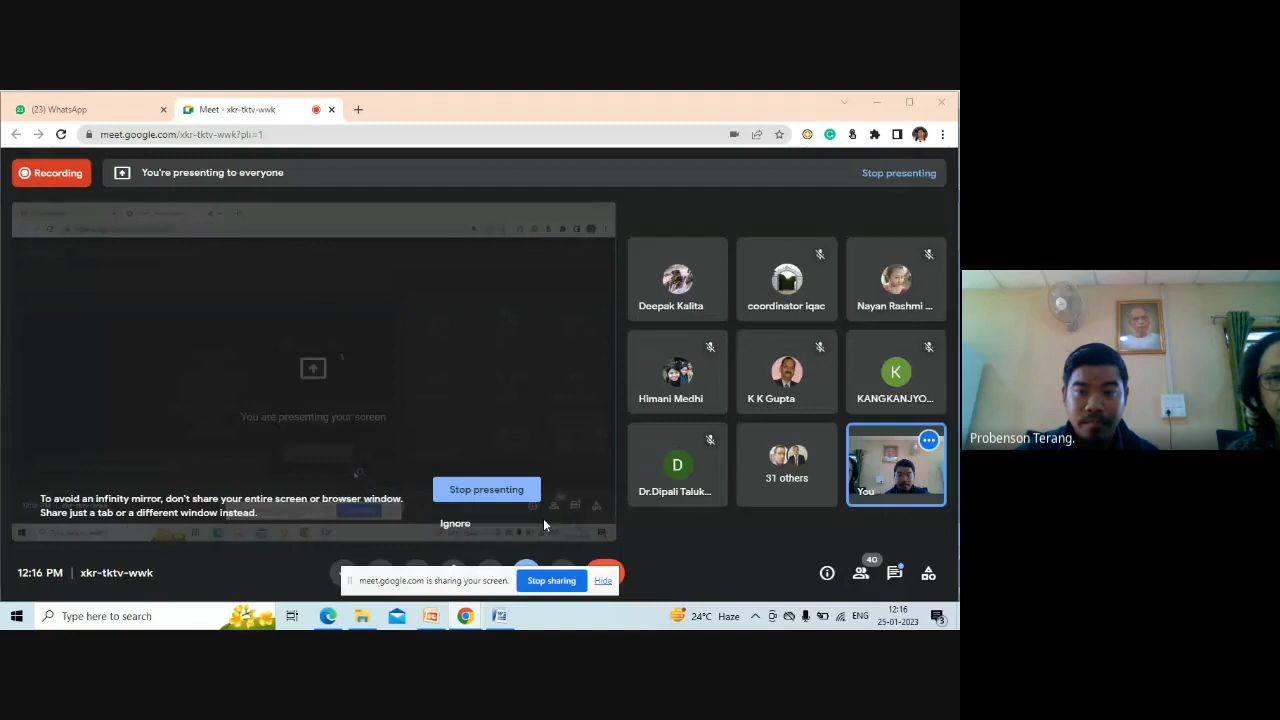 (23) WhatsApp
Meet - xkr-tktv-wwk
meet.google.com/xkr-tktv-wwk?pli=1
Recording
You're presenting to everyone
Stop presenting
Deepak Kalita
coordinator iqac
Nayan Rashmi ...
You are presenting your screen
Himani Medhi
K K Gupta
K
KANGKANJYO...
Probenson Terang.
D
Dr.Dipali Taluk...
31 others
You
To avoid an infinity mirror, don't share your entire screen or browser window.
Share just a tab or a different window instead.
Stop presenting
Ignore
12:16 PM | xkr-tktv-wwk
meet.google.com is sharing your screen.
Stop sharing
Hide
40
Type here to search
24°C Haze
ENG
12:16
25-01-2023
3